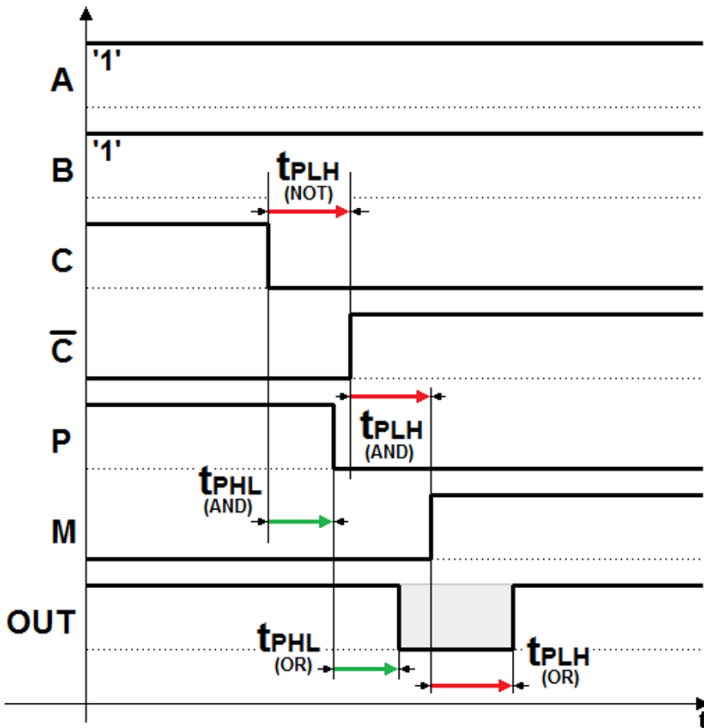 '1'
A
'1'
B
tPLH
(NOT)
C
C̅
P
tPLH
(AND)
tPHL
(AND)
M
OUT
tPHL
(OR)
tPLH
(OR)
t